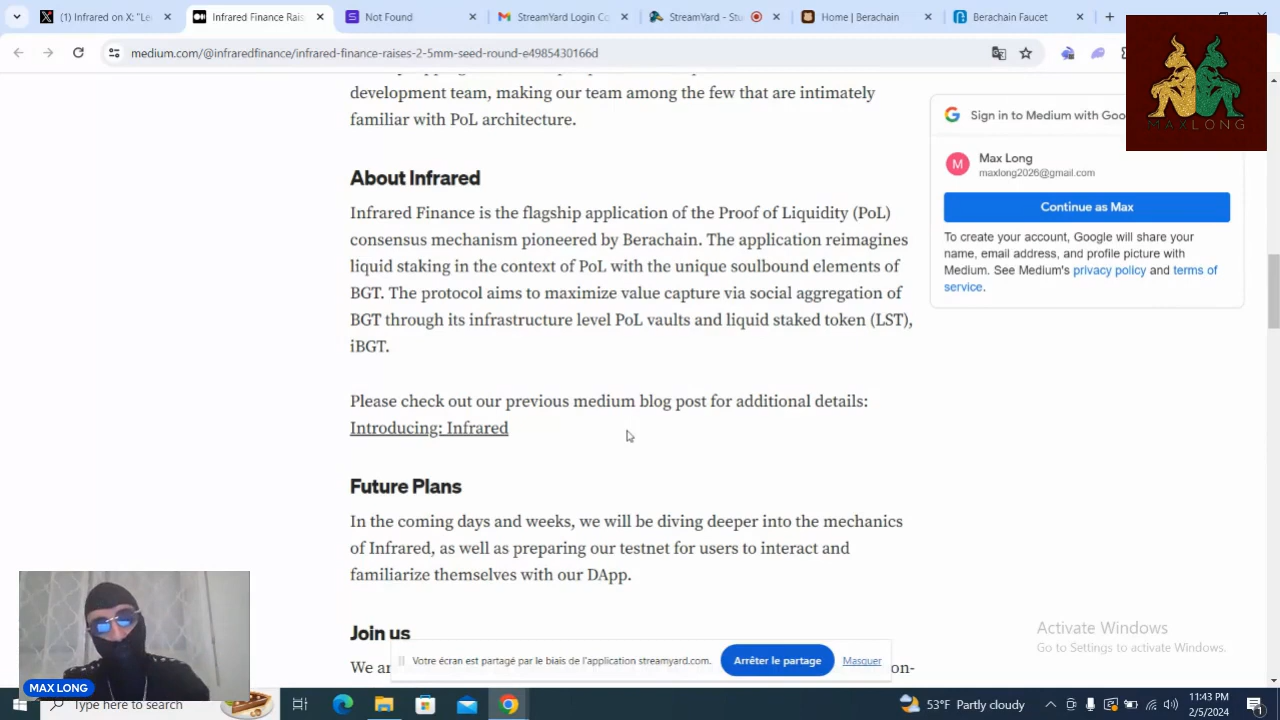 Leonidas on X: "Le
Infrared Finance Rais
Not Found
StreamYard Login Co
StreamYard - Stu
Home | Berachain
Berachain Faucet
medium.com/@infraredfinance/infrared-finance-raises-2-5mm-seed-round-e4985430166d
development team, making our team among the few that are intimately
familiar with PoL architecture.
About Infrared
Infrared Finance is the flagship application of the Proof of Liquidity (PoL)
consensus mechanism pioneered by Berachain. The application reimagines
liquid staking in the context of PoL with the unique soulbound elements of
BGT. The protocol aims to maximize value capture via social aggregation of
BGT through its infrastructure level PoL vaults and liquid staked token (LST),
iBGT.
Please check out our previous medium blog post for additional details:
Introducing: Infrared
Future Plans
In the coming days and weeks, we will be diving deeper into the mechanics
of Infrared, as well as preparing our testnet for users to interact and
familiarize themselves with our DApp.
Join us
We ar
on-
Sign in to Medium with Goo
M
Max Long
maxlong2026@gmail.com
Continue as Max
To create your account, Google will share your
name, email address, and profile picture with
Medium. See Medium's privacy policy and terms of
service.
MAXLONG
Votre écran est partagé par le biais de l'application streamyard.com.
Arrêter le partage
Masquer
Activate Windows
Go to Settings to activate Windows.
MAX LONG
Type here to search
53°F Partly cloudy
11:43 PM
2/5/2024
1